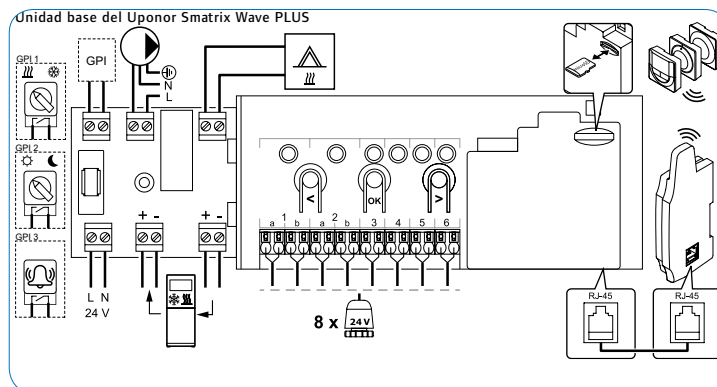 Unidad base del Uponor Smatrix Wave PLUS
GPI 1
GPI
N
L
GPI 2
GPI 3
< OK >
1 2
a b a b 3 4 5 6
+ - + -
L N
24 V
8 x 24 V
RJ-45 RJ-45